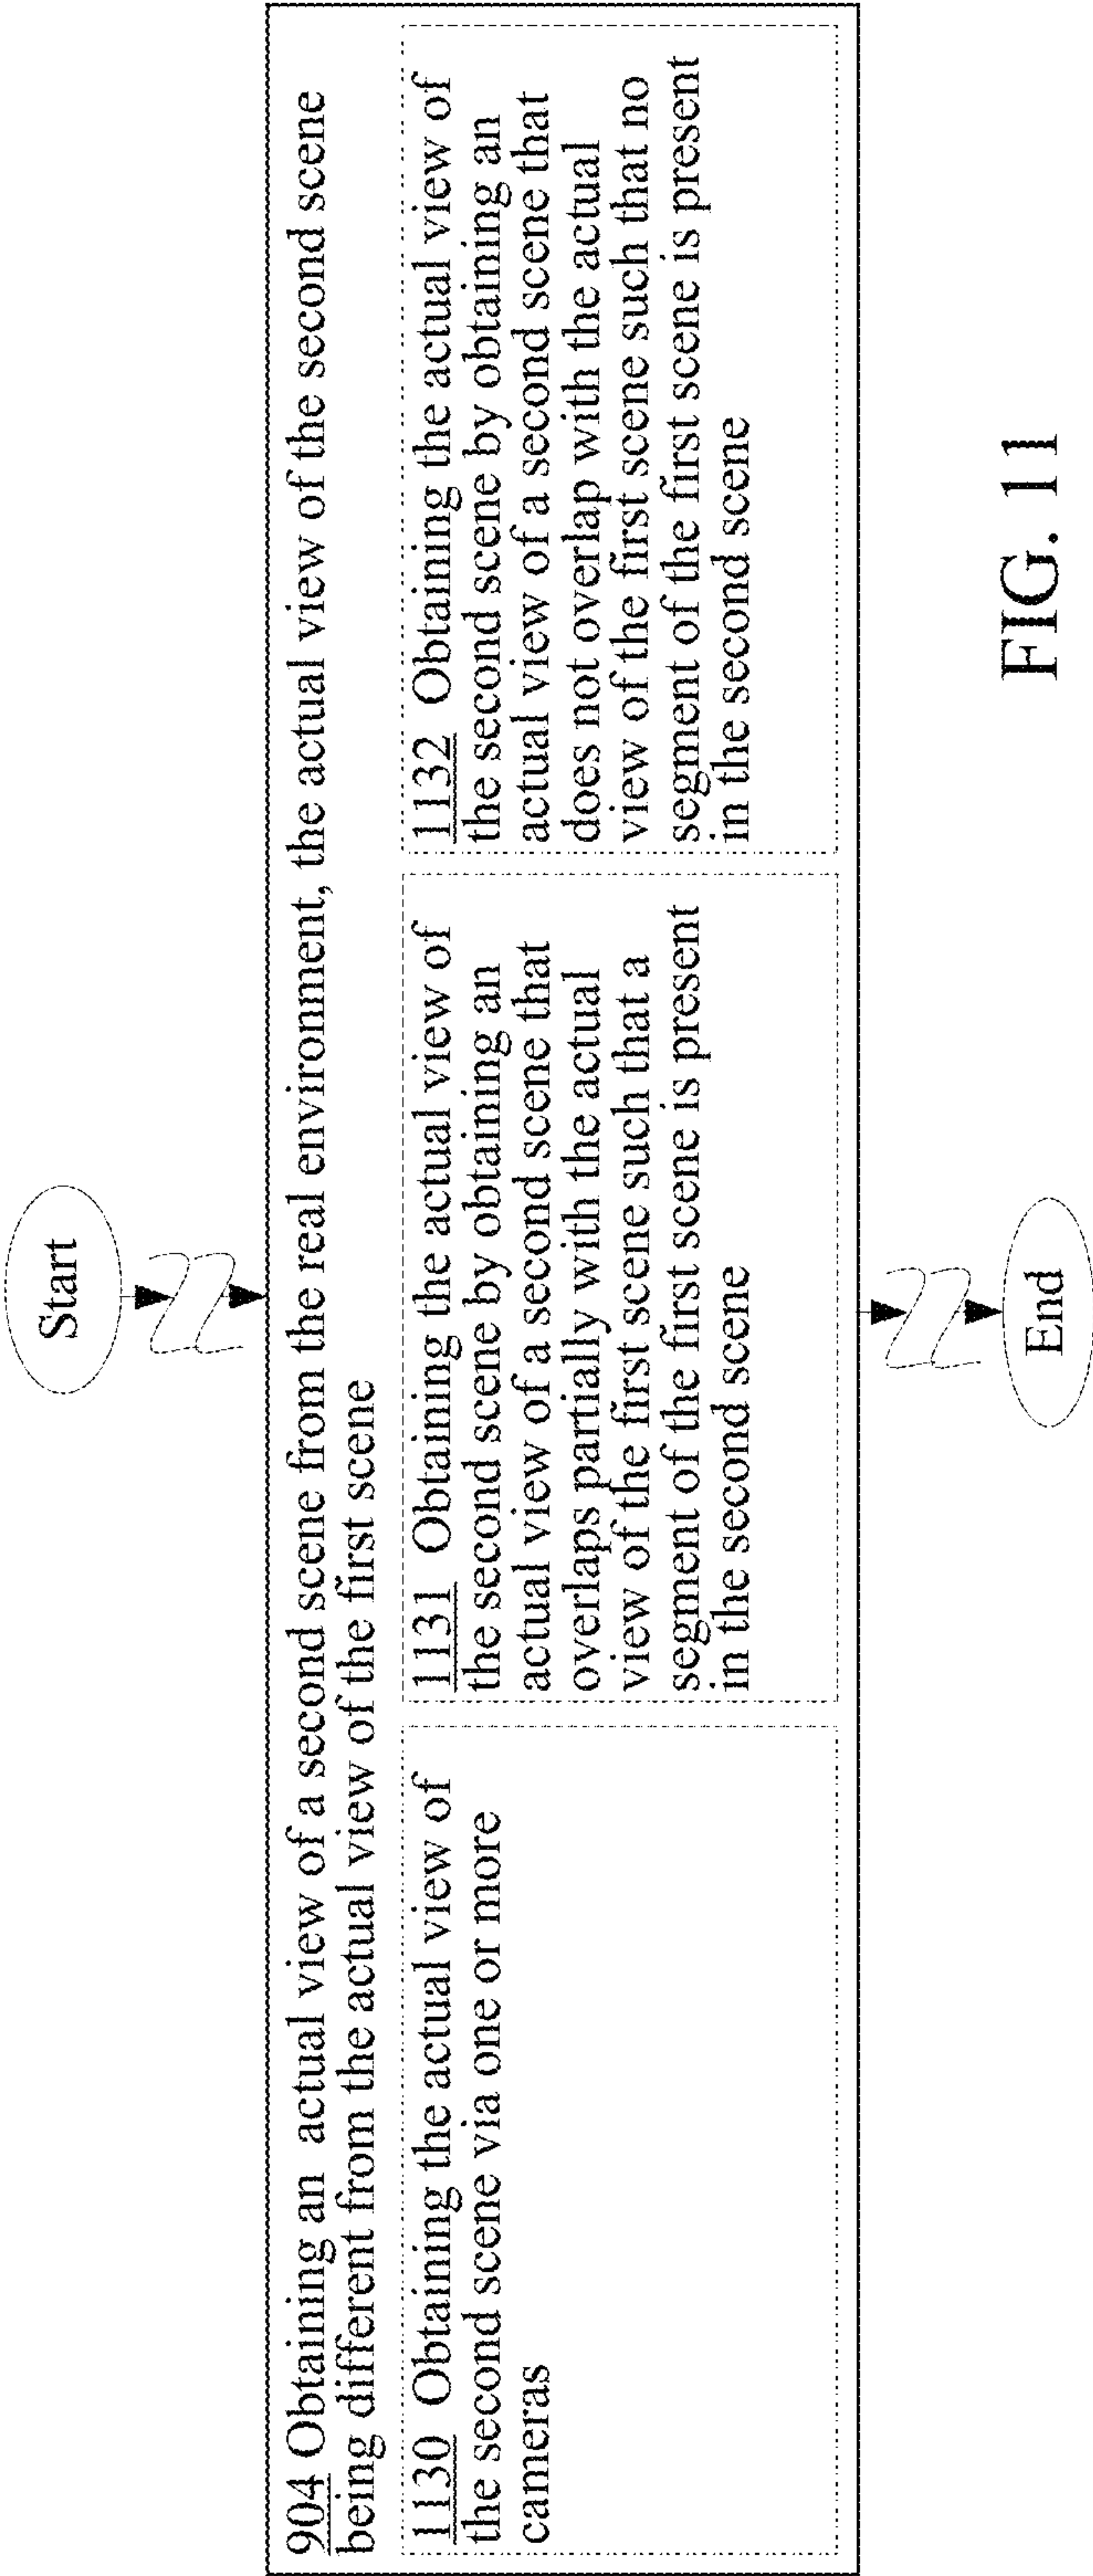 Start
904 Obtaining an actual view of a second scene from the real environment, the actual view of the second scene
being different from the actual view of the first scene
1130 Obtaining the actual view of
the second scene via one or more
cameras
1131 Obtaining the actual view of
the second scene by obtaining an
actual view of a second scene that
overlaps partially with the actual
view of the first scene such that a
segment of the first scene is present
in the second scene
1132 Obtaining the actual view of
the second scene by obtaining an
actual view of a second scene that
does not overlap with the actual
view of the first scene such that no
segment of the first scene is present
in the second scene
End
FIG. 11